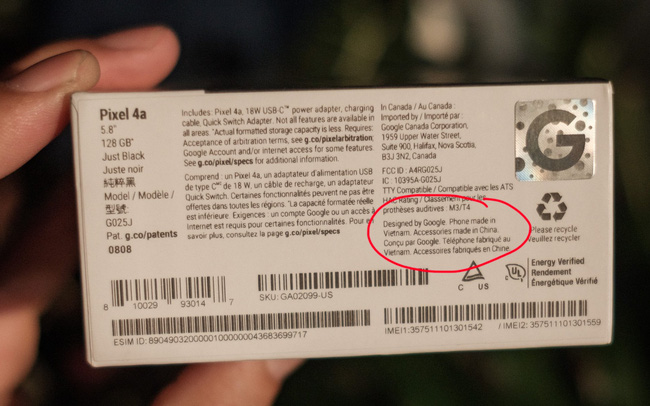 Pixel 4a
5.8"
128 GB*
Just Black
Juste noir
純粹黑
Model / Modèle /
型號:
G025J
Pat. g.co/patents
0808
Includes: Pixel 4a, 18W USB-C™ power adapter, charging
cable, Quick Switch Adapter. Not all features are available in
all areas. *Actual formatted storage capacity is less. Requires:
Acceptance of arbitration terms, see g.co/pixelarbitration;
Google Account and/or internet access for some features.
See g.co/pixel/specs for additional information.
Comprend : un Pixel 4a, un adaptateur d'alimentation USB
de type C™ de 18 W, un câble de recharge, un adaptateur
Quick Switch. Certaines fonctionnalités peuvent ne pas être
offertes dans toutes les régions. *La capacité formatée réelle
est inférieure. Exigences : un compte Google ou un accès à
Internet est requis pour certaines fonctionnalités. Pour en
savoir plus, consultez la page g.co/pixel/specs
In Canada / Au Canada :
Imported by / Importé par :
Google Canada Corporation,
1959 Upper Water Street,
Suite 900, Halifax, Nova Scotia,
B3J 3N2, Canada
FCC ID : A4RG025J
IC : 10395A-G025J
TTY Compatible / Compatible avec les ATS
HAC Rating / Classement pour les
prothèses auditives : M3/T4
Designed by Google. Phone made in
Vietnam. Accessories made in China.
Conçu par Google. Téléphone fabriqué au
Vietnam. Accessoires fabriqués en Chine.
G
Please recycle
Veuillez recycler
C US
c UL
Energy Verified
Rendement
Énergétique Vérifié
8 10029 93014 7
SKU: GA02099-US
ESIM ID: 89049032000001000000043683699717
IMEI1: 357511101301542 / IMEI2: 357511101301559